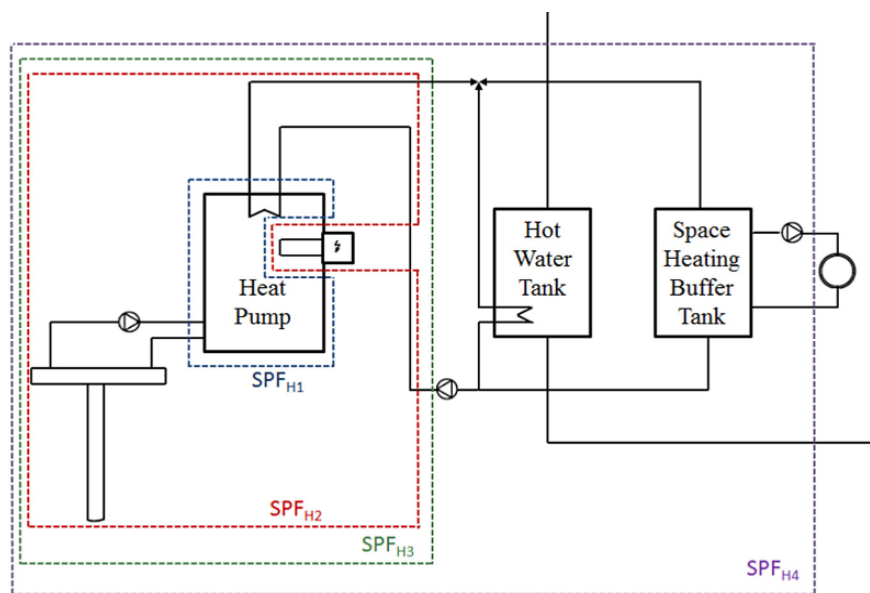 Hot
Water
Tank
Space
Heating
Buffer
Tank
Heat
Pump
SPFH1
SPFH2
SPFH3
SPFH4